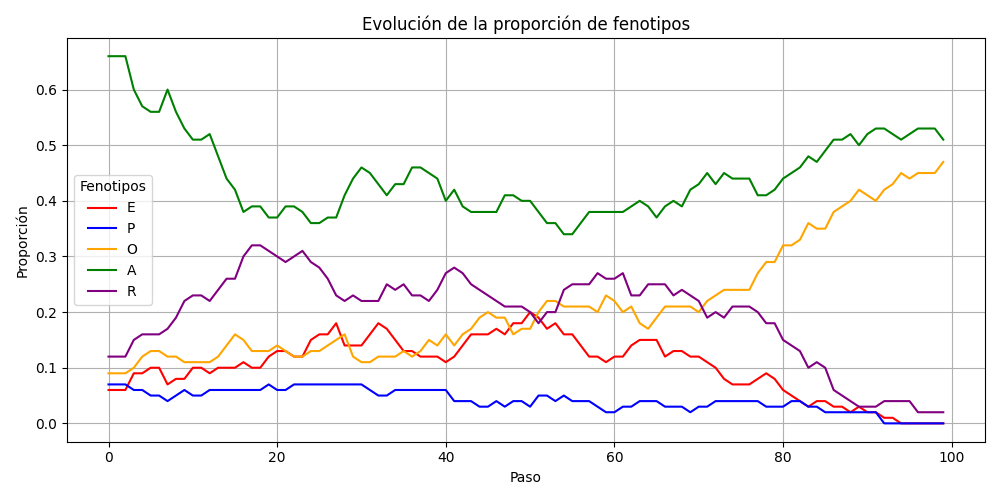 Evolución de la proporción de fenotipos
Proporción
0.6
0.5
0.4
0.3
0.2
0.1
0.0
Fenotipos
E
P
O
A
R
0 20 40 60 80 100
Paso